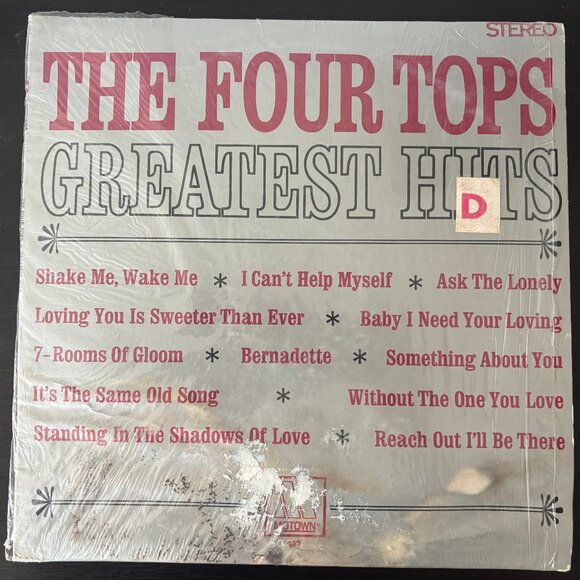 STEREO
THE FOUR TOPS
GREATEST HITS
D
Shake Me, Wake Me * I Can't Help Myself * Ask The Lonely
Loving You Is Sweeter Than Ever * Baby I Need Your Loving
7-Rooms Of Gloom * Bernadette * Something About You
It's The Same Old Song * Without The One You Love
Standing In The Shadows Of Love * Reach Out I'll Be There
MOTOWN